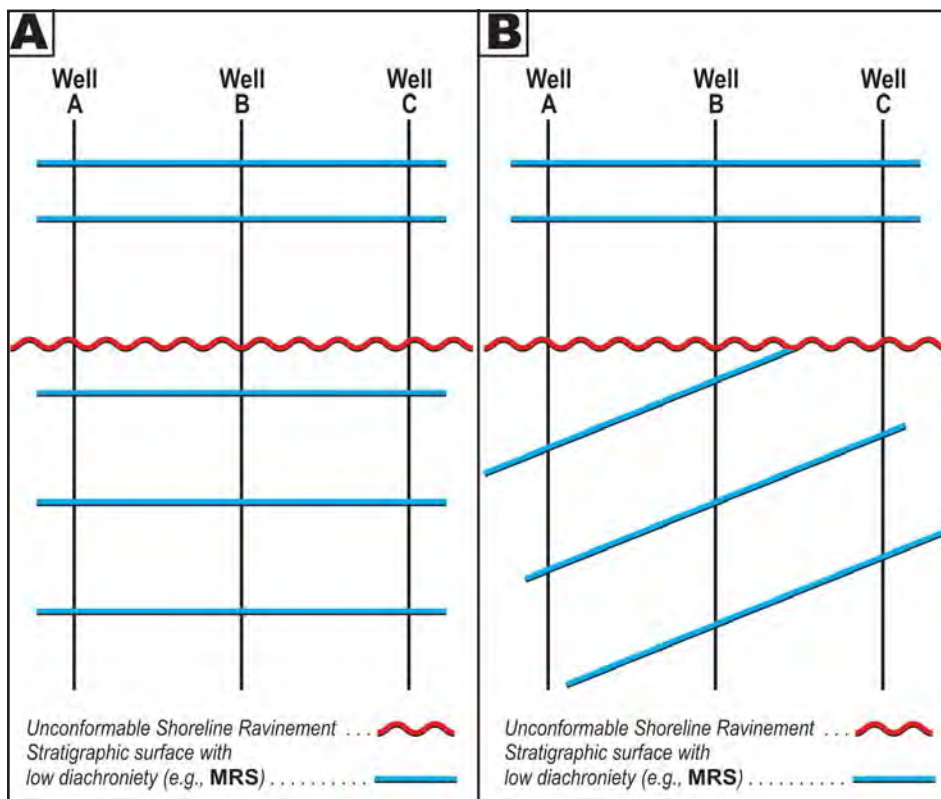 A
Well
A
Well
B
Well
C
Unconformable Shoreline Ravinement . . .
Stratigraphic surface with
low diachroniety (e.g., MRS) . . . . . . . . . .
B
Well
A
Well
B
Well
C
Unconformable Shoreline Ravinement . . .
Stratigraphic surface with
low diachroniety (e.g., MRS) . . . . . . . . . .